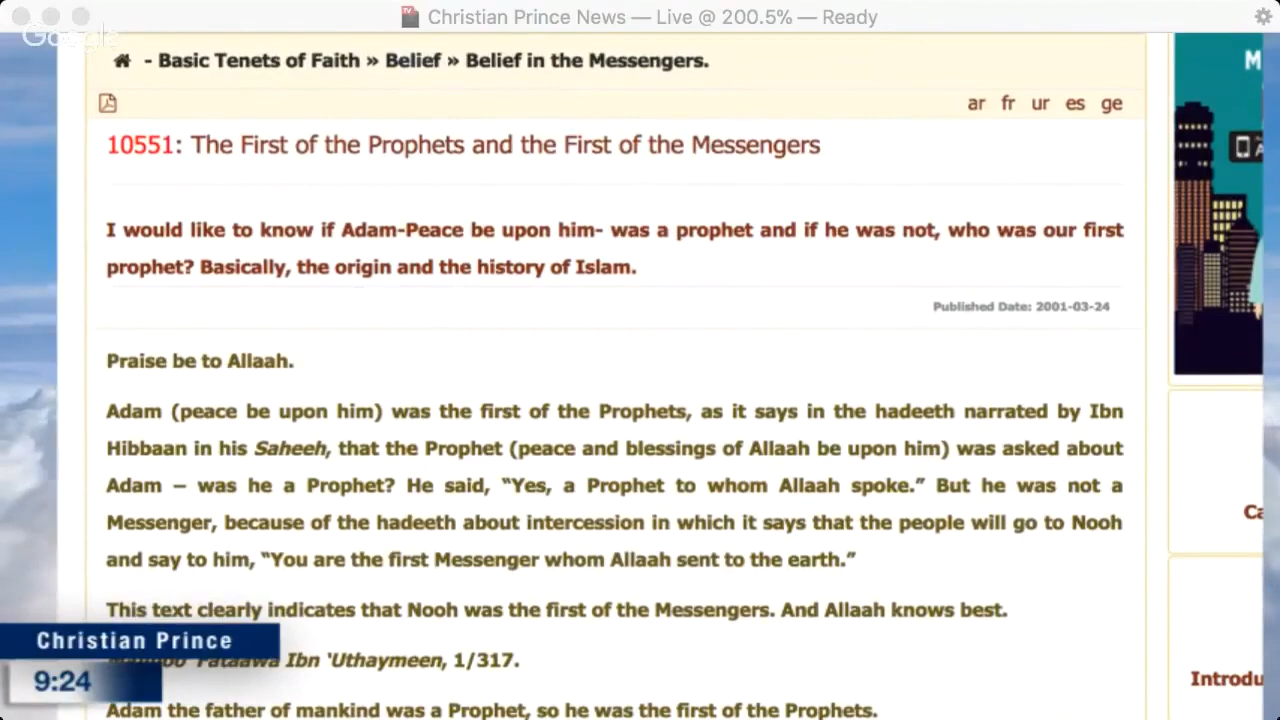 Christian Prince News — Live @ 200.5% — Ready
Google
- Basic Tenets of Faith » Belief » Belief in the Messengers.
ar fr ur es ge
10551: The First of the Prophets and the First of the Messengers
I would like to know if Adam-Peace be upon him- was a prophet and if he was not, who was our first
prophet? Basically, the origin and the history of Islam.
Published Date: 2001-03-24
Praise be to Allaah.
Adam (peace be upon him) was the first of the Prophets, as it says in the hadeeth narrated by Ibn
Hibbaan in his Saheeh, that the Prophet (peace and blessings of Allaah be upon him) was asked about
Adam – was he a Prophet? He said, “Yes, a Prophet to whom Allaah spoke.” But he was not a
Messenger, because of the hadeeth about intercession in which it says that the people will go to Nooh
and say to him, “You are the first Messenger whom Allaah sent to the earth.”
This text clearly indicates that Nooh was the first of the Messengers. And Allaah knows best.
Fataawa Ibn ‘Uthaymeen, 1/317.
Adam the father of mankind was a Prophet, so he was the first of the Prophets.
Christian Prince
9:24
M
A
Ca
Introdu